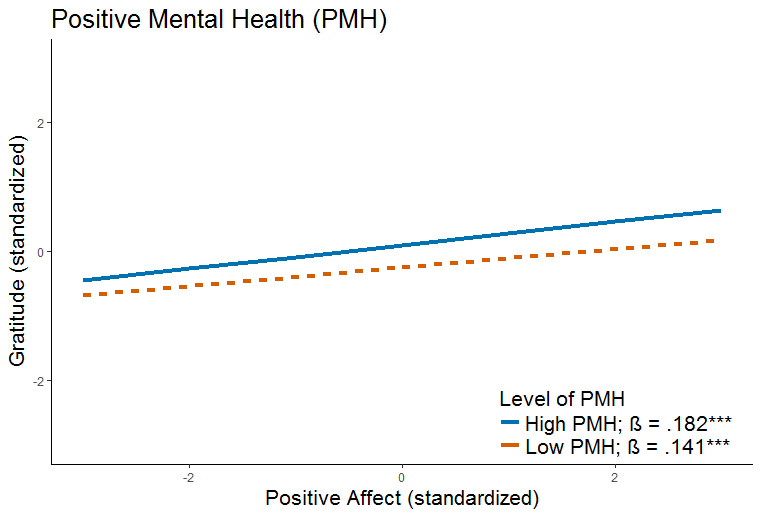 Positive Mental Health (PMH)
Gratitude (standardized)
2
0
-2
-2
0
2
Positive Affect (standardized)
Level of PMH
High PMH; ß = .182***
Low PMH; ß = .141***